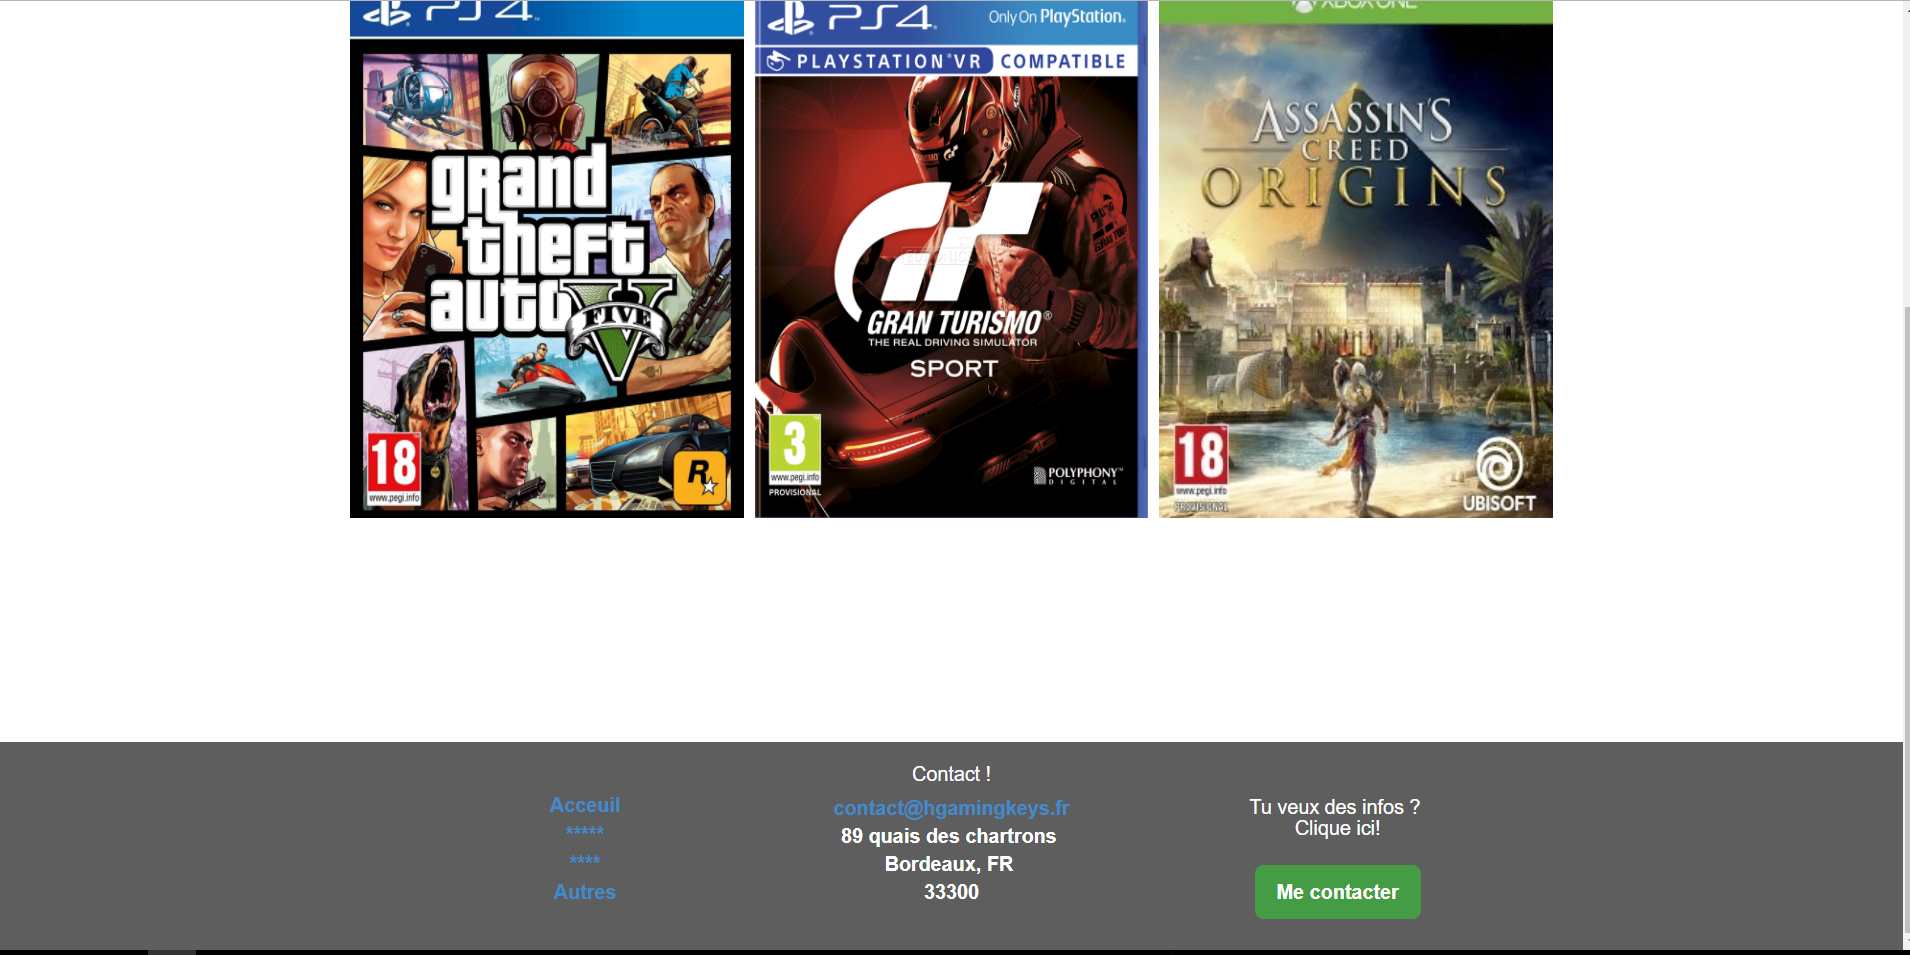 PS4
grand
theft
auto
V
FIVE
18
www.pegi.info
R
PS4
Only On PlayStation.
PLAYSTATION®VR COMPATIBLE
GT
GRAN TURISMO®
THE REAL DRIVING SIMULATOR
SPORT
3
www.pegi.info
PROVISIONAL
POLYPHONY™
DIGITAL
XBOX ONE
ASSASSIN'S
CREED
ORIGINS
18
www.pegi.info
PROVISIONAL
UBISOFT
Acceuil
*****
****
Autres
Contact !
contact@hgamingkeys.fr
89 quais des chartrons
Bordeaux, FR
33300
Tu veux des infos ?
Clique ici!
Me contacter